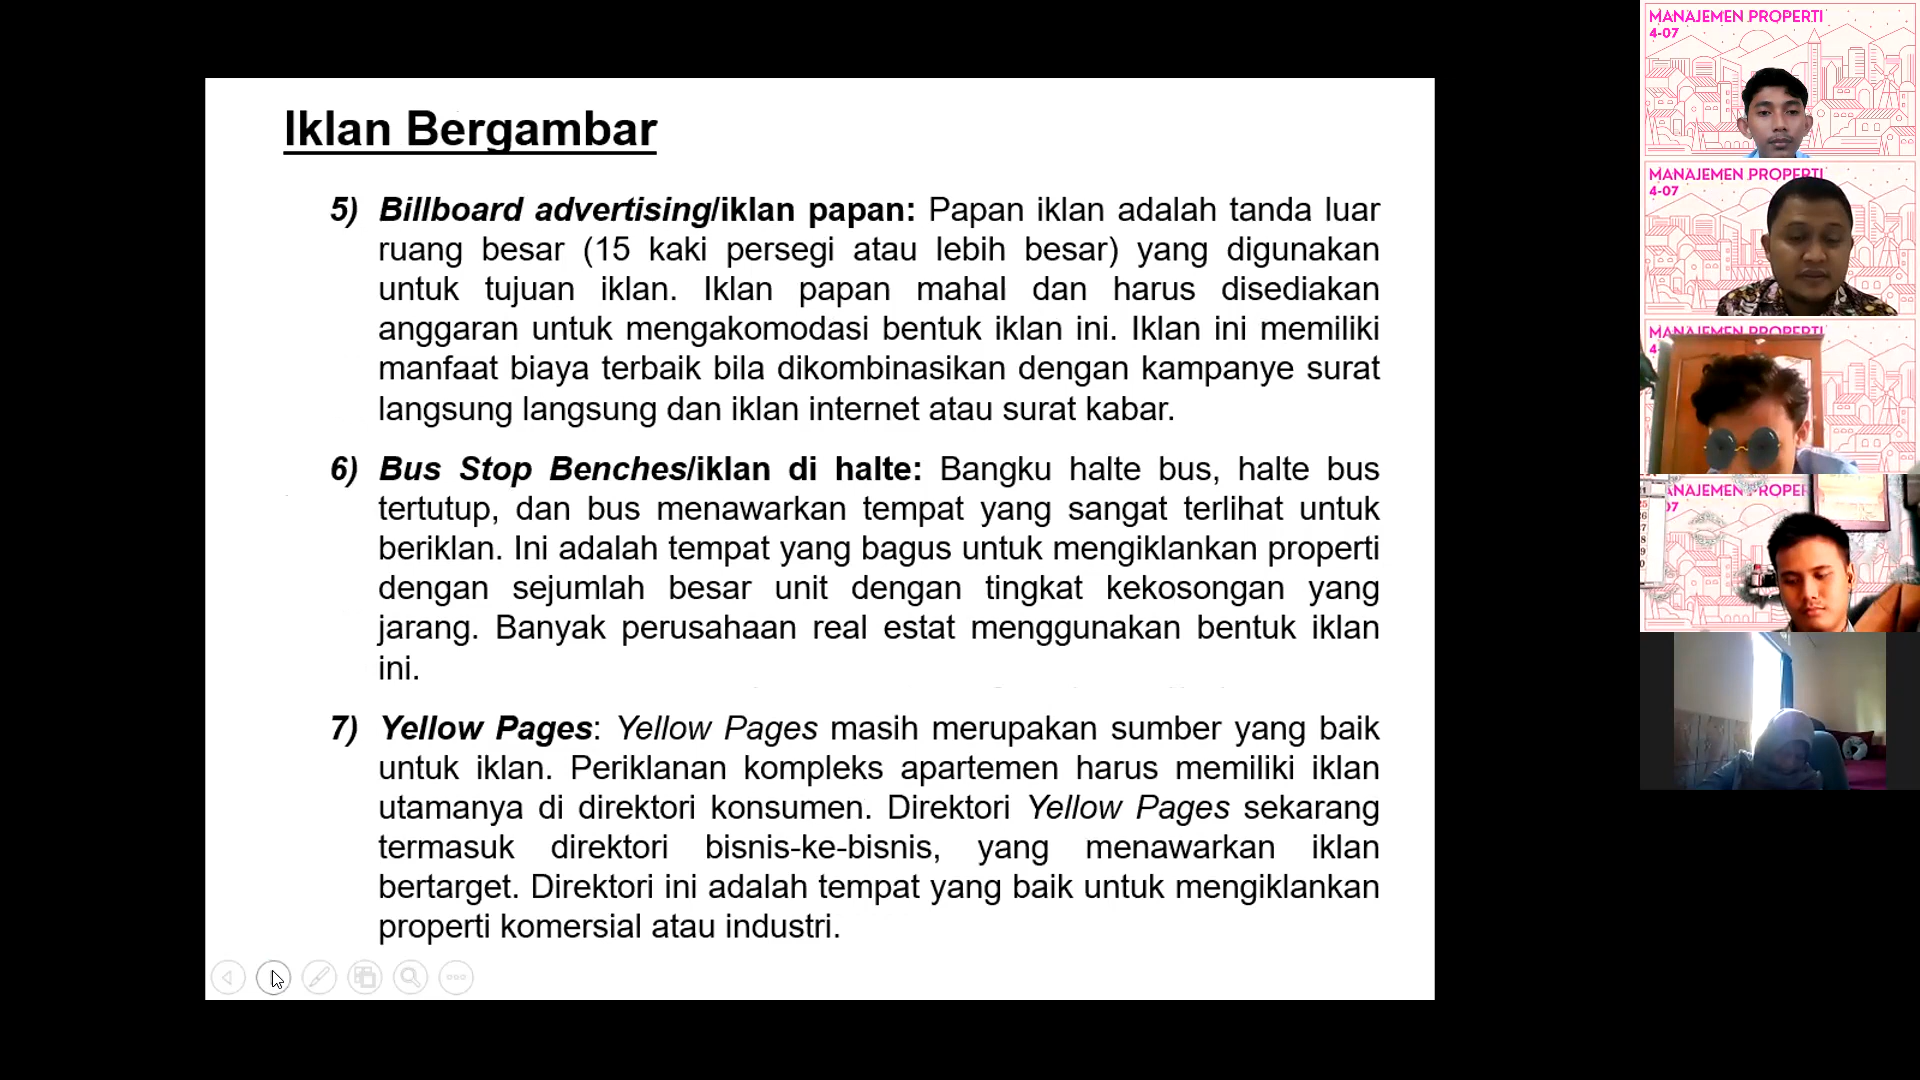 Iklan Bergambar
5) Billboard advertising/iklan papan: Papan iklan adalah tanda luar
ruang besar (15 kaki persegi atau lebih besar) yang digunakan
untuk tujuan iklan. Iklan papan mahal dan harus disediakan
anggaran untuk mengakomodasi bentuk iklan ini. Iklan ini memiliki
manfaat biaya terbaik bila dikombinasikan dengan kampanye surat
langsung langsung dan iklan internet atau surat kabar.
6) Bus Stop Benches/iklan di halte: Bangku halte bus, halte bus
tertutup, dan bus menawarkan tempat yang sangat terlihat untuk
beriklan. Ini adalah tempat yang bagus untuk mengiklankan properti
dengan sejumlah besar unit dengan tingkat kekosongan yang
jarang. Banyak perusahaan real estat menggunakan bentuk iklan
ini.
7) Yellow Pages: Yellow Pages masih merupakan sumber yang baik
untuk iklan. Periklanan kompleks apartemen harus memiliki iklan
utamanya di direktori konsumen. Direktori Yellow Pages sekarang
termasuk direktori bisnis-ke-bisnis, yang menawarkan iklan
bertarget. Direktori ini adalah tempat yang baik untuk mengiklankan
properti komersial atau industri.
MANAJEMEN PROPERTI
4-07
MANAJEMEN PROPERTI
4-07
MANAJEMEN PROPERTI
4-
ANAJEMEN PROPER
07